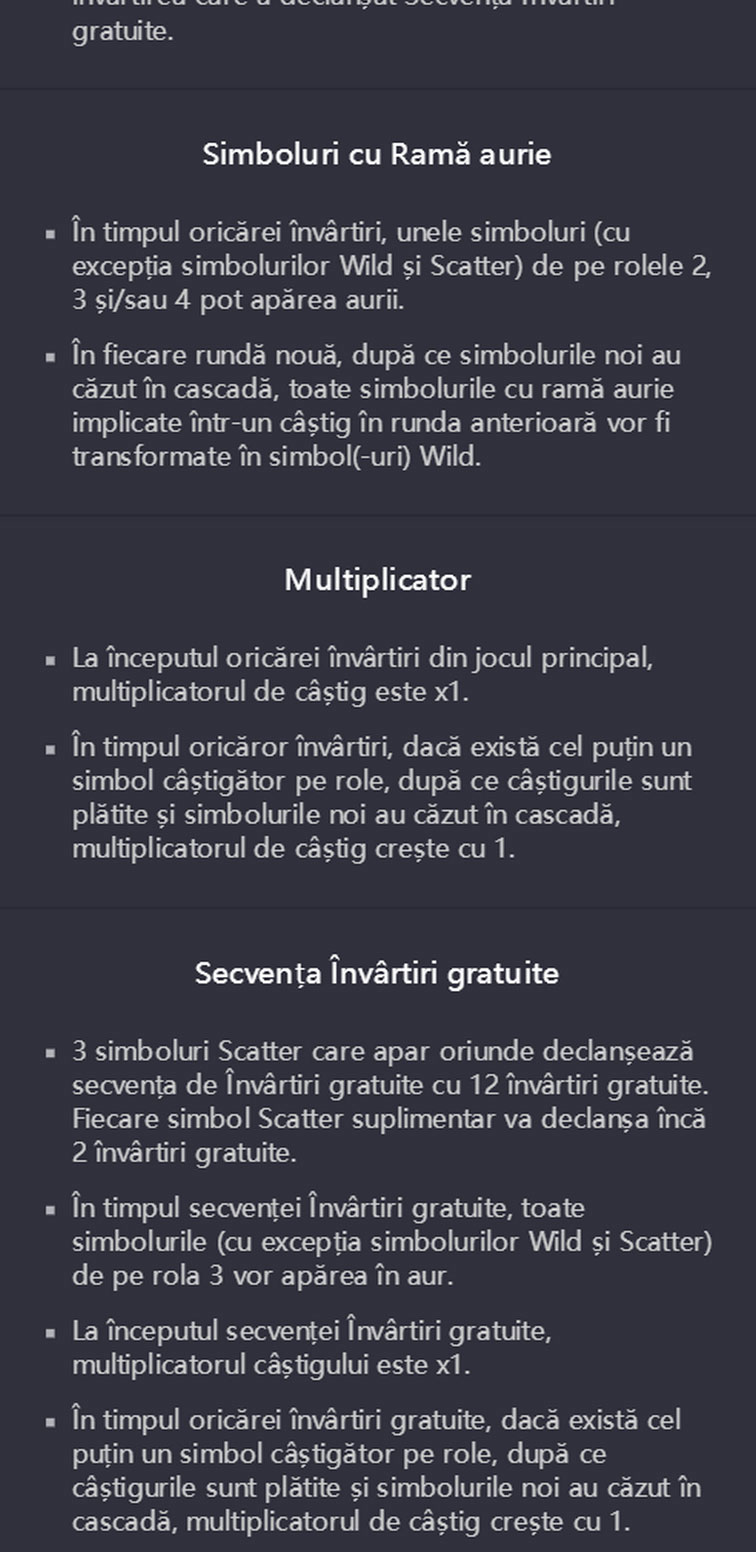 gratuite.
Simboluri cu Ramă aurie
▪ În timpul oricărei învârtiri, unele simboluri (cu
excepția simbolurilor Wild și Scatter) de pe rolele 2,
3 și/sau 4 pot apărea aurii.
▪ În fiecare rundă nouă, după ce simbolurile noi au
căzut în cascadă, toate simbolurile cu ramă aurie
implicate într-un câștig în runda anterioară vor fi
transformate în simbol(-uri) Wild.
Multiplicator
▪ La începutul oricărei învârtiri din jocul principal,
multiplicatorul de câștig este x1.
▪ În timpul oricăror învârtiri, dacă există cel puțin un
simbol câștigător pe role, după ce câștigurile sunt
plătite și simbolurile noi au căzut în cascadă,
multiplicatorul de câștig crește cu 1.
Secvența Învârtiri gratuite
▪ 3 simboluri Scatter care apar oriunde declanșează
secvența de Învârtiri gratuite cu 12 învârtiri gratuite.
Fiecare simbol Scatter suplimentar va declanșa încă
2 învârtiri gratuite.
▪ În timpul secvenței Învârtiri gratuite, toate
simbolurile (cu excepția simbolurilor Wild și Scatter)
de pe rola 3 vor apărea în aur.
▪ La începutul secvenței Învârtiri gratuite,
multiplicatorul câștigului este x1.
▪ În timpul oricărei învârtiri gratuite, dacă există cel
puțin un simbol câștigător pe role, după ce
câștigurile sunt plătite și simbolurile noi au căzut în
cascadă, multiplicatorul de câștig crește cu 1.